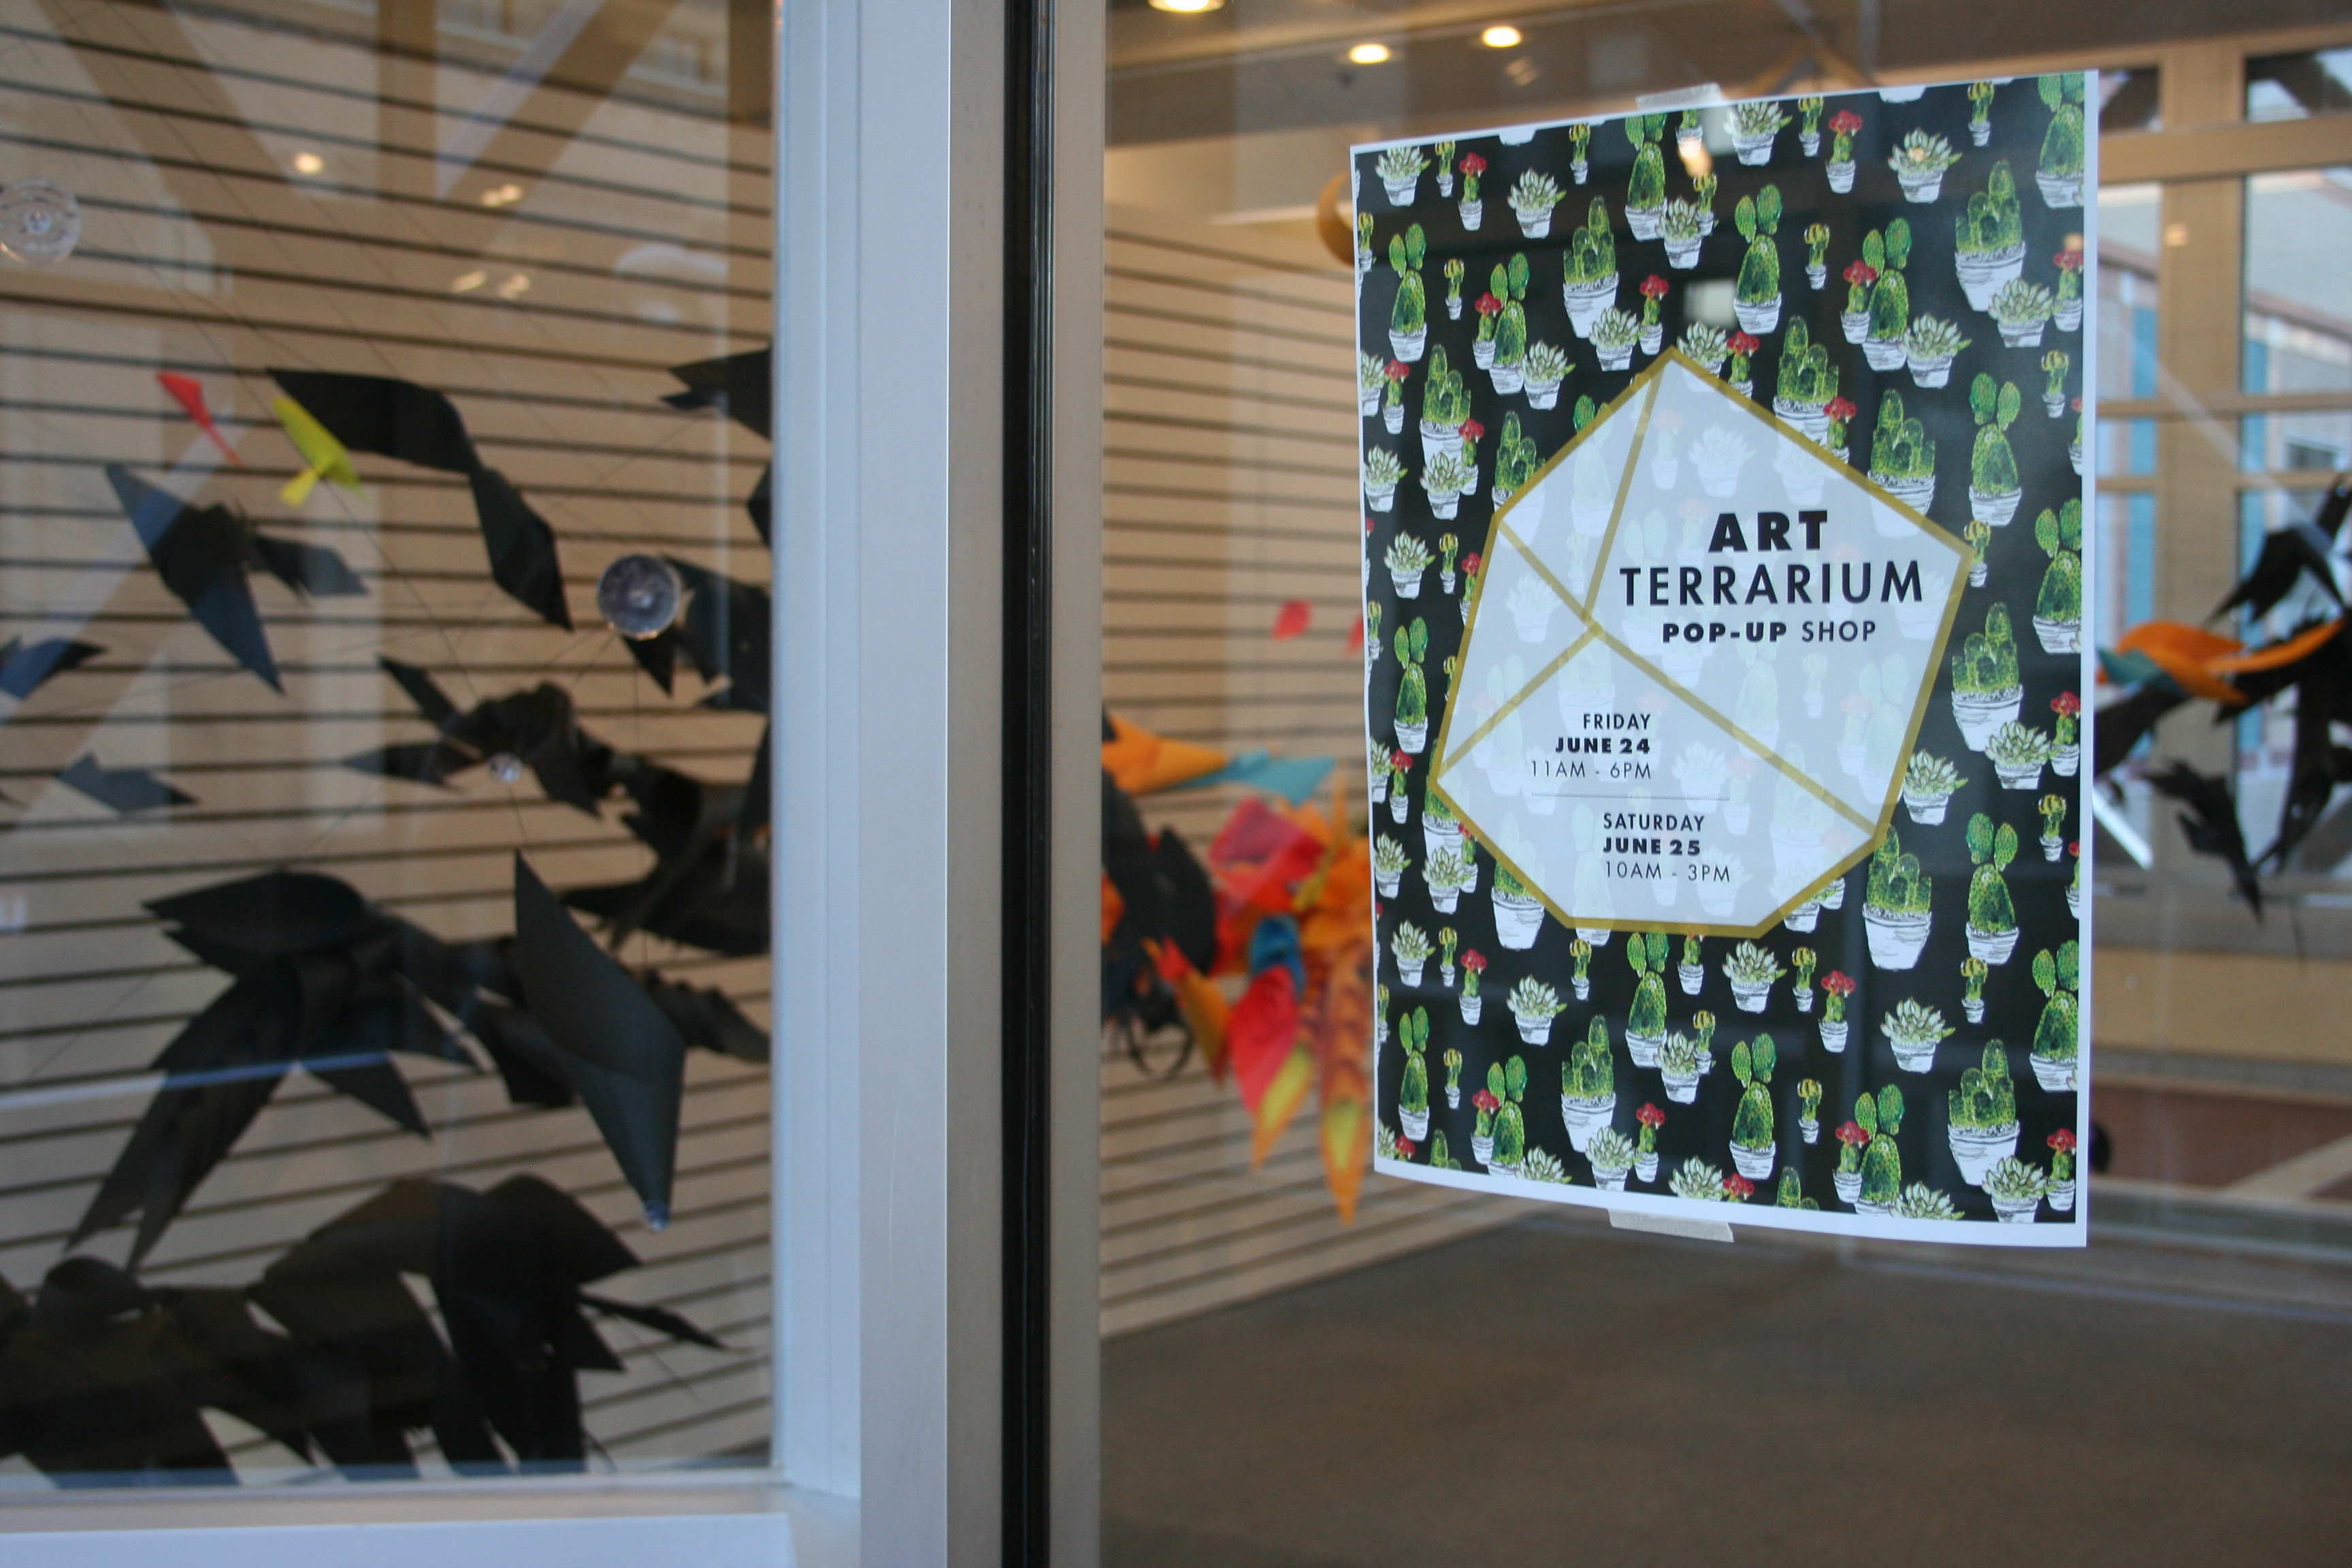 ART
TERRARIUM
POP-UP SHOP
FRIDAY
JUNE 24
11AM - 6PM
SATURDAY
JUNE 25
10AM - 3PM